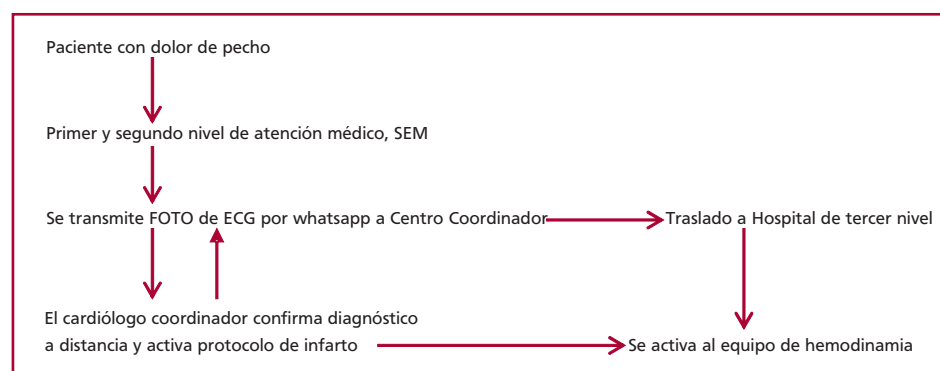 Paciente con dolor de pecho
Primer y segundo nivel de atención médico, SEM
Se transmite FOTO de ECG por whatsapp a Centro Coordinador
Traslado a Hospital de tercer nivel
El cardiólogo coordinador confirma diagnóstico
a distancia y activa protocolo de infarto
Se activa al equipo de hemodinamia